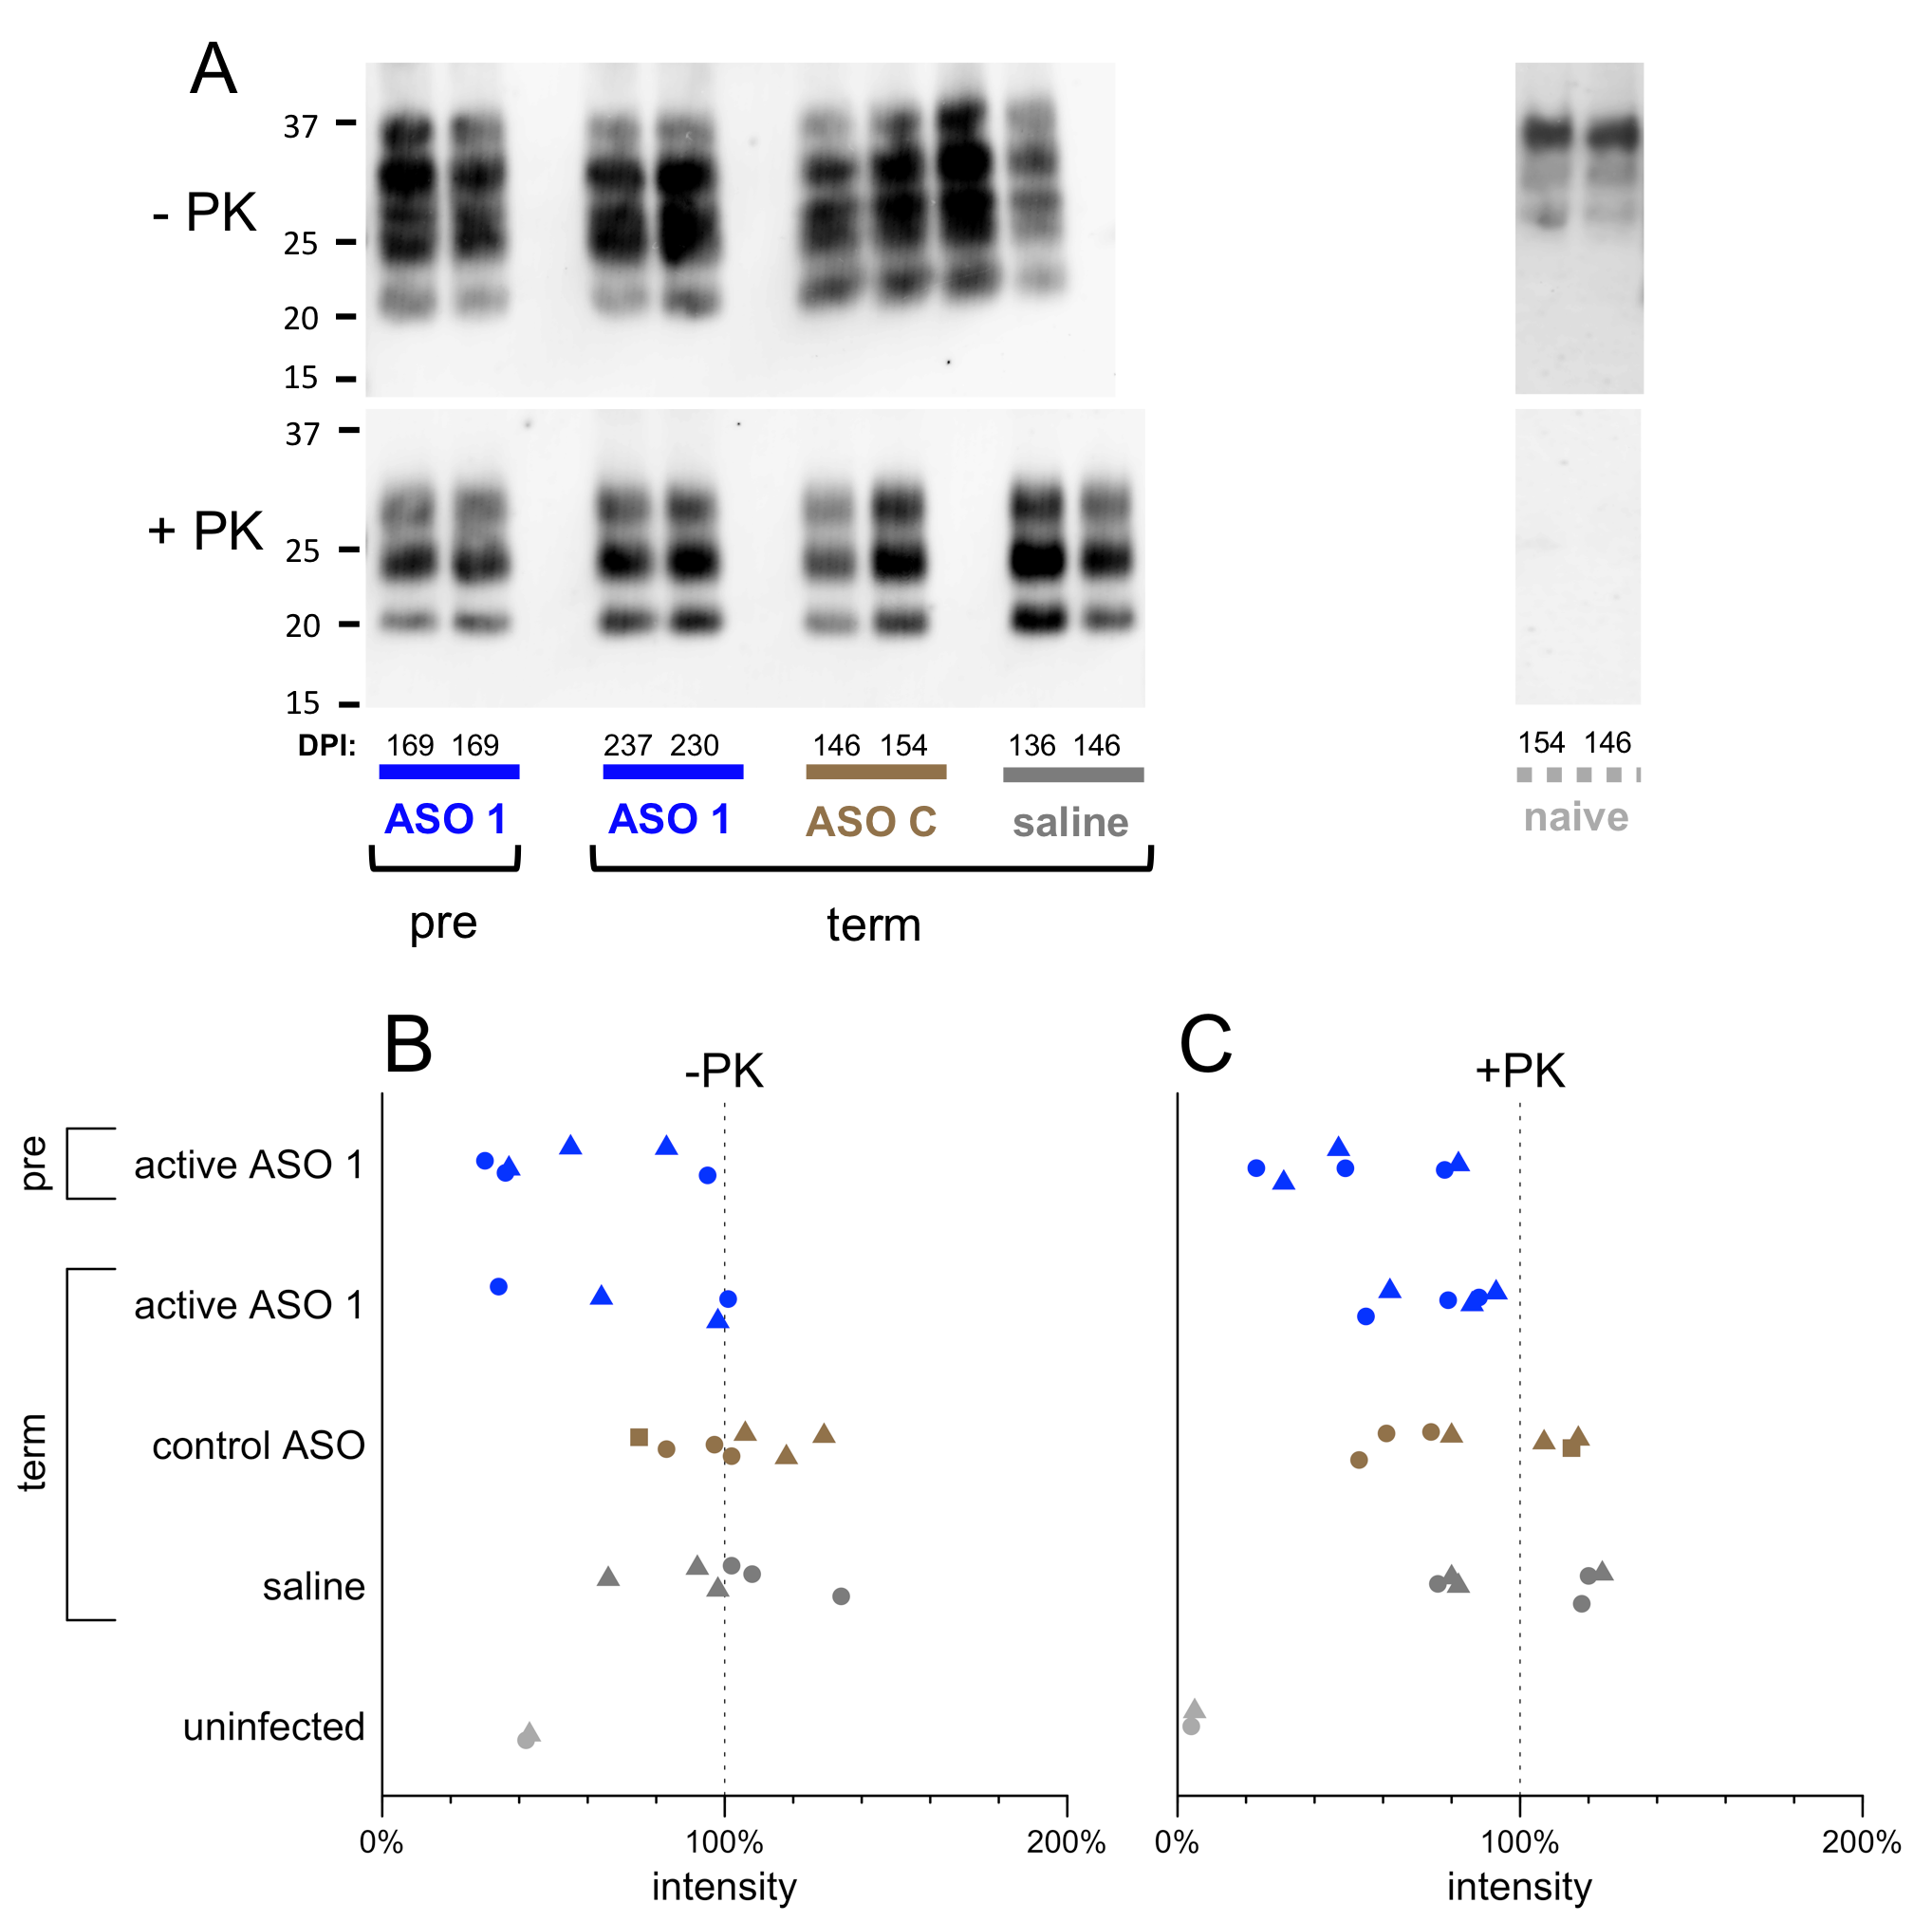 A
37
- PK
25
20
15
37
+ PK
25
20
15
DPI: 169 169 237 230 146 154 136 146 154 146
ASO 1 ASO 1 ASO C saline naive
pre term
B C
-PK +PK
pre active ASO 1
term active ASO 1
control ASO
saline
uninfected
0% 100% 200% 0% 100% 200%
intensity intensity